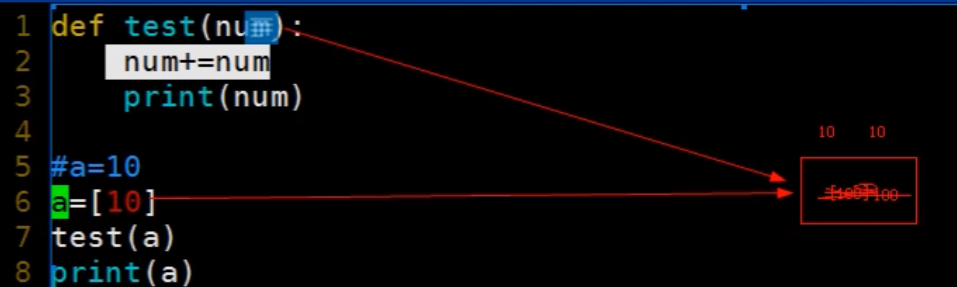 1 def test(num):
2 num+=num
3 print(num)
4
5 #a=10
6 a=[10]
7 test(a)
8 print(a)
10 10